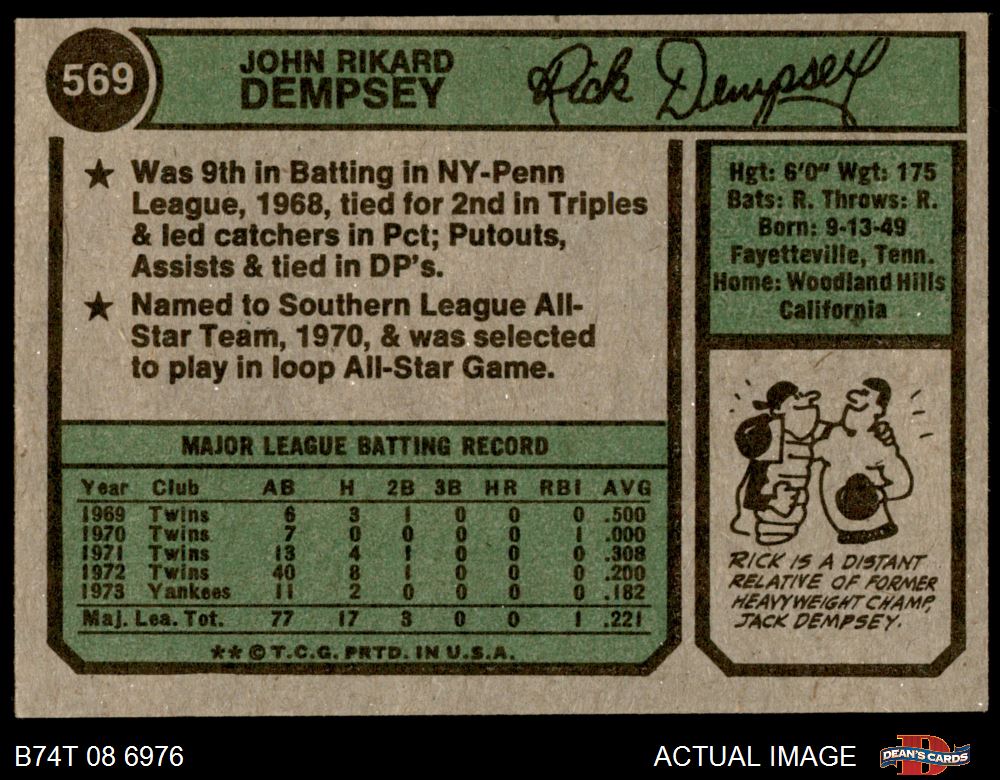 569
JOHN RIKARD
DEMPSEY
Rick Dempsey
★ Was 9th in Batting in NY-Penn
League, 1968, tied for 2nd in Triples
& led catchers in Pct; Putouts,
Assists & tied in DP's.
★ Named to Southern League All-
Star Team, 1970, & was selected
to play in loop All-Star Game.
Hgt: 6'0" Wgt: 175
Bats: R. Throws: R.
Born: 9-13-49
Fayetteville, Tenn.
Home: Woodland Hills
California
MAJOR LEAGUE BATTING RECORD
Year Club AB H 2B 3B HR RBI AVG
1969 Twins 6 3 1 0 0 0 .500
1970 Twins 7 0 0 0 0 1 .000
1971 Twins 13 4 1 0 0 0 .308
1972 Twins 40 8 1 0 0 0 .200
1973 Yankees 11 2 0 0 0 0 .182
Maj. Lea. Tot. 77 17 3 0 0 1 .221
**© T.C.G. PRTD. IN U.S.A.
RICK IS A DISTANT
RELATIVE OF FORMER
HEAVYWEIGHT CHAMP,
JACK DEMPSEY.
B74T 08 6976
ACTUAL IMAGE
DEAN'S CARDS